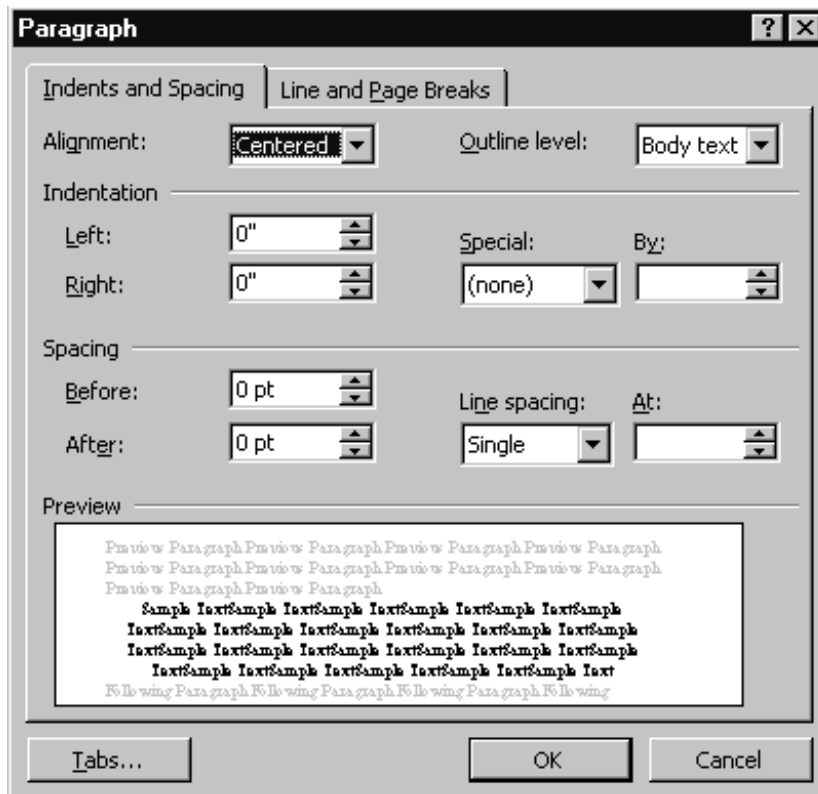 Paragraph
Indents and Spacing
Line and Page Breaks
Alignment:
Centered
Outline level:
Body text
Indentation
Left:
0"
Special:
By:
Right:
0"
(none)
Spacing
Before:
0 pt
Line spacing:
At:
After:
0 pt
Single
Preview
Previous Paragraph Previous Paragraph Previous Paragraph Previous Paragraph
Previous Paragraph Previous Paragraph Previous Paragraph Previous Paragraph
Previous Paragraph Previous Paragraph
Sample TextSample TextSample TextSample TextSample TextSample
TextSample TextSample TextSample TextSample TextSample TextSample
TextSample TextSample TextSample TextSample TextSample TextSample
TextSample TextSample TextSample TextSample TextSample Text
Following Paragraph Following Paragraph Following Paragraph Following
Tabs...
OK
Cancel